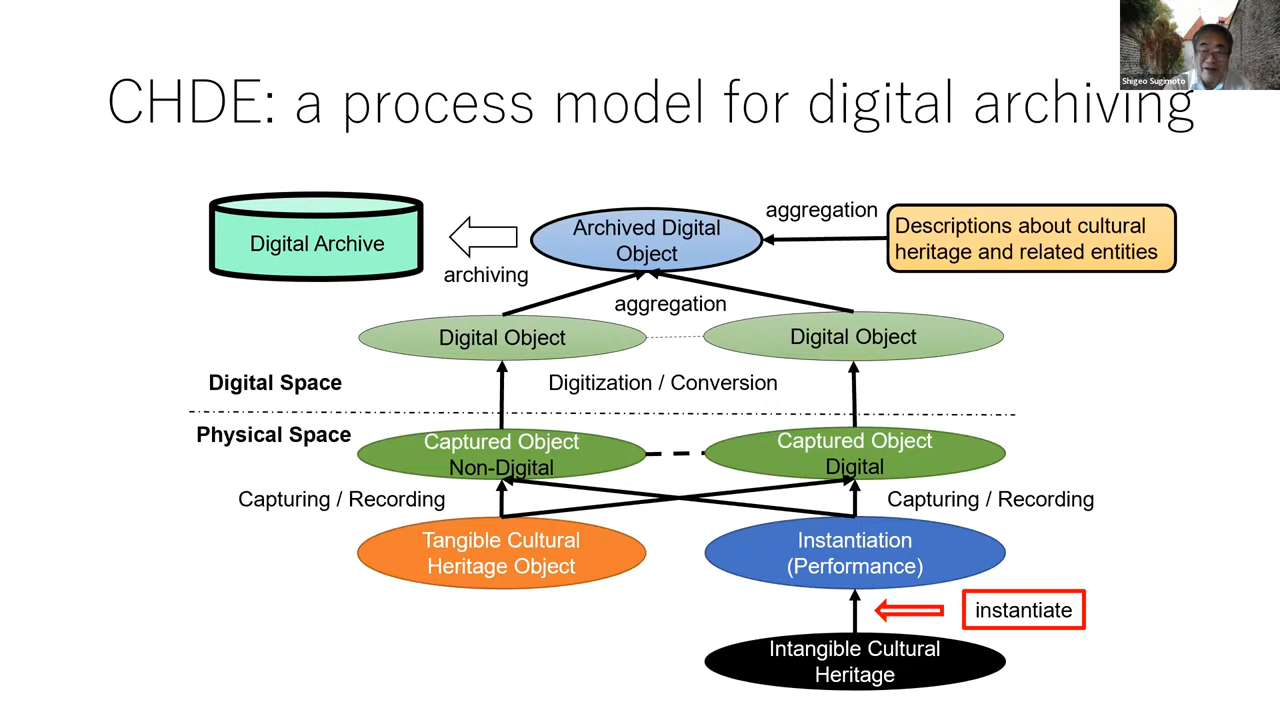 Shigeo Sugimoto
CHDE: a process model for digital archiving
aggregation
Digital Archive
archiving
Archived Digital
Object
Descriptions about cultural
heritage and related entities
aggregation
Digital Object
Digital Object
Digital Space
Digitization / Conversion
Physical Space
Captured Object
Non-Digital
Captured Object
Digital
Capturing / Recording
Capturing / Recording
Tangible Cultural
Heritage Object
Instantiation
(Performance)
instantiate
Intangible Cultural
Heritage